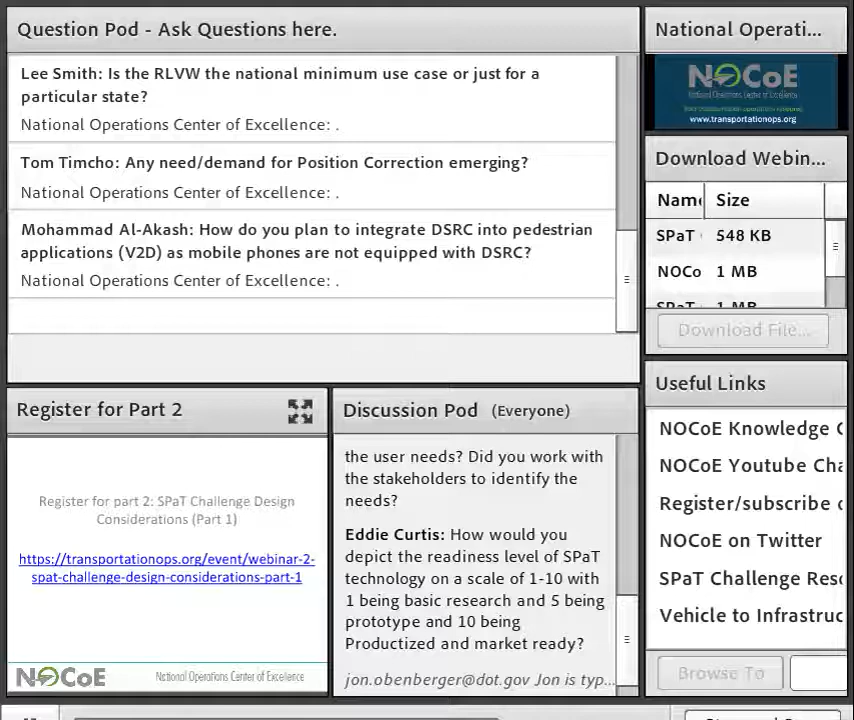 Question Pod - Ask Questions here.
Lee Smith: Is the RLVW the national minimum use case or just for a
particular state?
National Operations Center of Excellence: .
Tom Timcho: Any need/demand for Position Correction emerging?
National Operations Center of Excellence: .
Mohammad Al-Akash: How do you plan to integrate DSRC into pedestrian
applications (V2D) as mobile phones are not equipped with DSRC?
National Operations Center of Excellence: .
National Operati...
NOCoE
National Operations Center of Excellence
www.transportationops.org
Download Webin...
Name Size
SPaT 548 KB
NOCo 1 MB
SPaT 1 MB
Download File...
Register for Part 2
Register for part 2: SPaT Challenge Design
Considerations (Part 1)
https://transportationops.org/event/webinar-2-
spat-challenge-design-considerations-part-1
NOCoE National Operations Center of Excellence
Discussion Pod (Everyone)
the user needs? Did you work with
the stakeholders to identify the
needs?
Eddie Curtis: How would you
depict the readiness level of SPaT
technology on a scale of 1-10 with
1 being basic research and 5 being
prototype and 10 being
Productized and market ready?
jon.obenberger@dot.gov Jon is typ...
Useful Links
NOCoE Knowledge C
NOCoE Youtube Cha
Register/subscribe
NOCoE on Twitter
SPaT Challenge Res
Vehicle to Infrastruc
Browse To